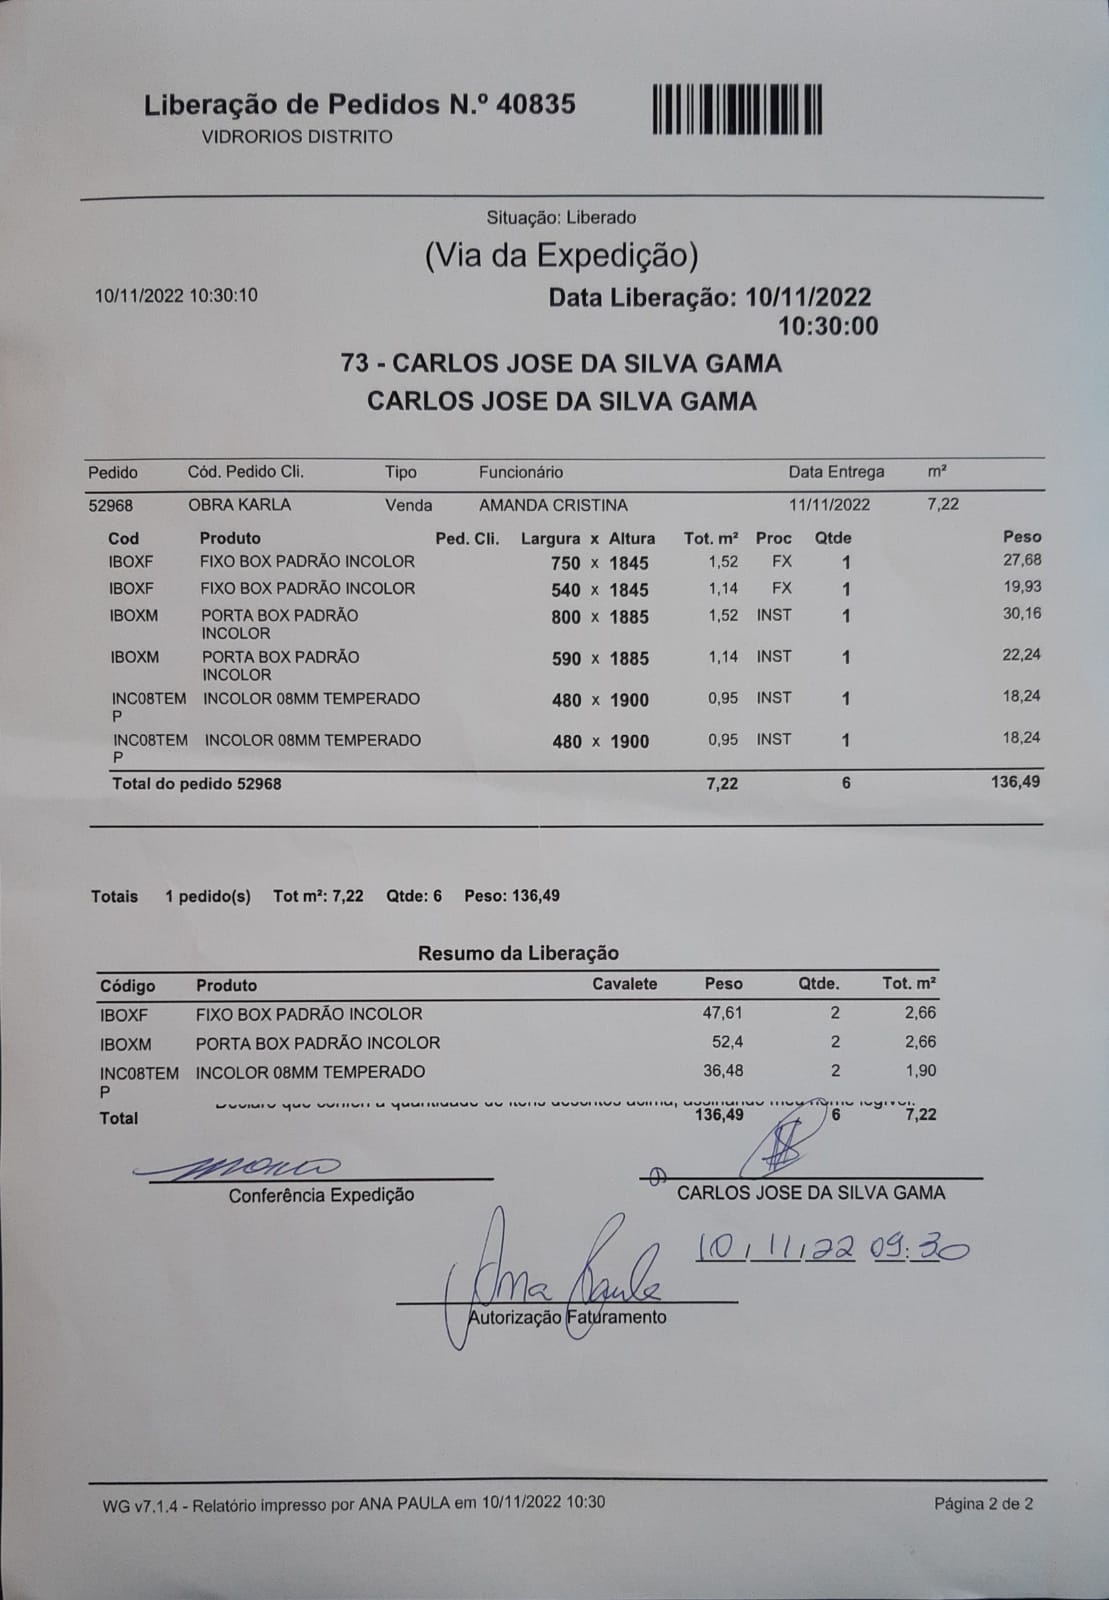 Liberação de Pedidos N.º 40835
VIDRORIOS DISTRITO
Situação: Liberado
(Via da Expedição)
10/11/2022 10:30:10 Data Liberação: 10/11/2022
10:30:00
73 - CARLOS JOSE DA SILVA GAMA
CARLOS JOSE DA SILVA GAMA
Pedido Cód. Pedido Cli. Tipo Funcionário Data Entrega m²
52968 OBRA KARLA Venda AMANDA CRISTINA 11/11/2022 7,22
Cod Produto Ped. Cli. Largura x Altura Tot. m² Proc Qtde Peso
IBOXF FIXO BOX PADRÃO INCOLOR 750 x 1845 1,52 FX 1 27,68
IBOXF FIXO BOX PADRÃO INCOLOR 540 x 1845 1,14 FX 1 19,93
IBOXM PORTA BOX PADRÃO 800 x 1885 1,52 INST 1 30,16
INCOLOR
IBOXM PORTA BOX PADRÃO 590 x 1885 1,14 INST 1 22,24
INCOLOR
INC08TEM INCOLOR 08MM TEMPERADO 480 x 1900 0,95 INST 1 18,24
P
INC08TEM INCOLOR 08MM TEMPERADO 480 x 1900 0,95 INST 1 18,24
P
Total do pedido 52968 7,22 6 136,49
Totais 1 pedido(s) Tot m²: 7,22 Qtde: 6 Peso: 136,49
Resumo da Liberação
Código Produto Cavalete Peso Qtde. Tot. m²
IBOXF FIXO BOX PADRÃO INCOLOR 47,61 2 2,66
IBOXM PORTA BOX PADRÃO INCOLOR 52,4 2 2,66
INC08TEM INCOLOR 08MM TEMPERADO 36,48 2 1,90
P
Total 136,49 6 7,22
Conferência Expedição
CARLOS JOSE DA SILVA GAMA
10/11/22 09:30
Ana Paula
Autorização Faturamento
WG v7.1.4 - Relatório impresso por ANA PAULA em 10/11/2022 10:30 Página 2 de 2